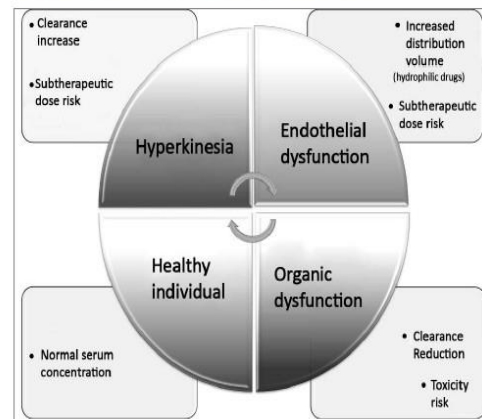 • Clearance
increase
• Subtherapeutic
dose risk
• Increased
distribution
volume
(hydrophilic drugs)
• Subtherapeutic
dose risk
Hyperkinesia
Endothelial
dysfunction
Healthy
individual
Organic
dysfunction
• Normal serum
concentration
• Clearance
Reduction
• Toxicity
risk